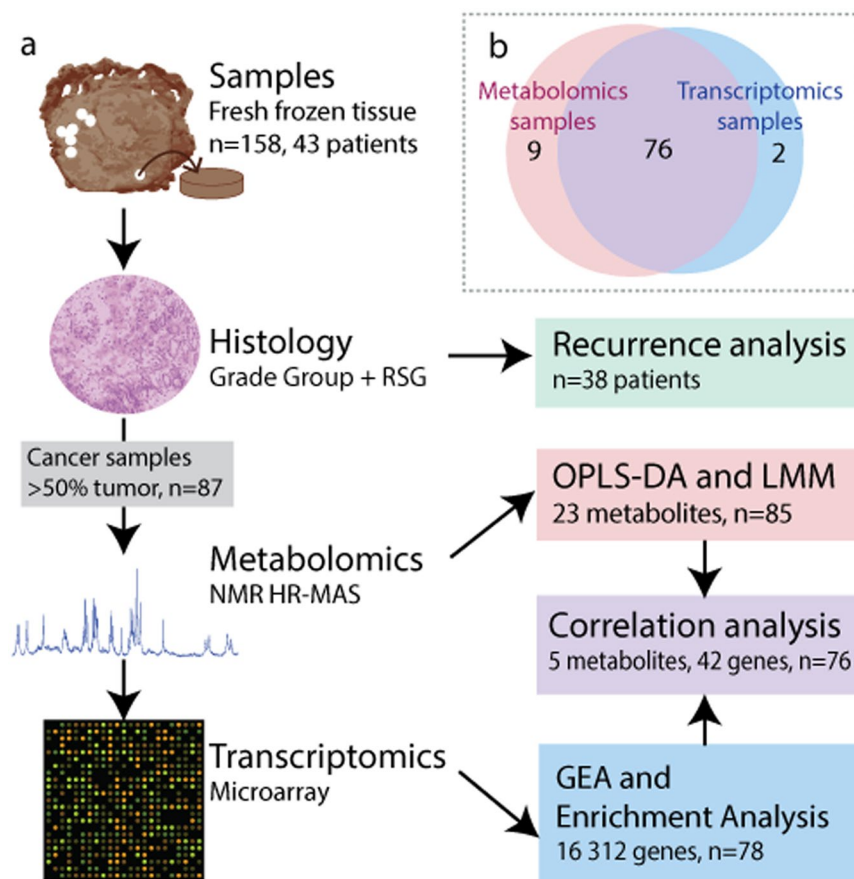 a
Samples
Fresh frozen tissue
n=158, 43 patients
b
Metabolomics
samples
9
76
Transcriptomics
samples
2
Histology
Grade Group + RSG
Recurrence analysis
n=38 patients
Cancer samples
>50% tumor, n=87
OPLS-DA and LMM
23 metabolites, n=85
Metabolomics
NMR HR-MAS
Correlation analysis
5 metabolites, 42 genes, n=76
Transcriptomics
Microarray
GEA and
Enrichment Analysis
16 312 genes, n=78